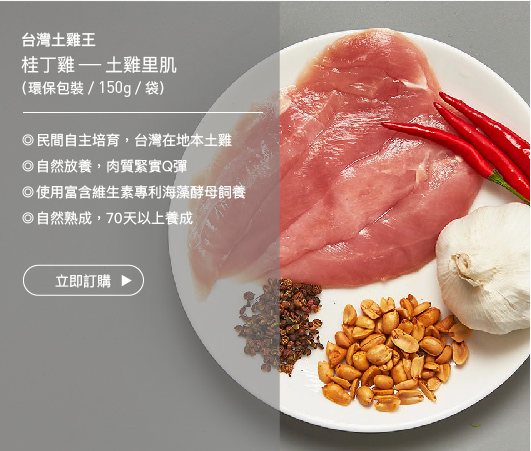 台灣土雞王
桂丁雞 — 土雞里肌
(環保包裝 / 150g / 袋)
◎民間自主培育，台灣在地本土雞
◎自然放養，肉質緊實Q彈
◎使用富含維生素專利海藻酵母飼養
◎自然熟成，70天以上養成
立即訂購 ▶